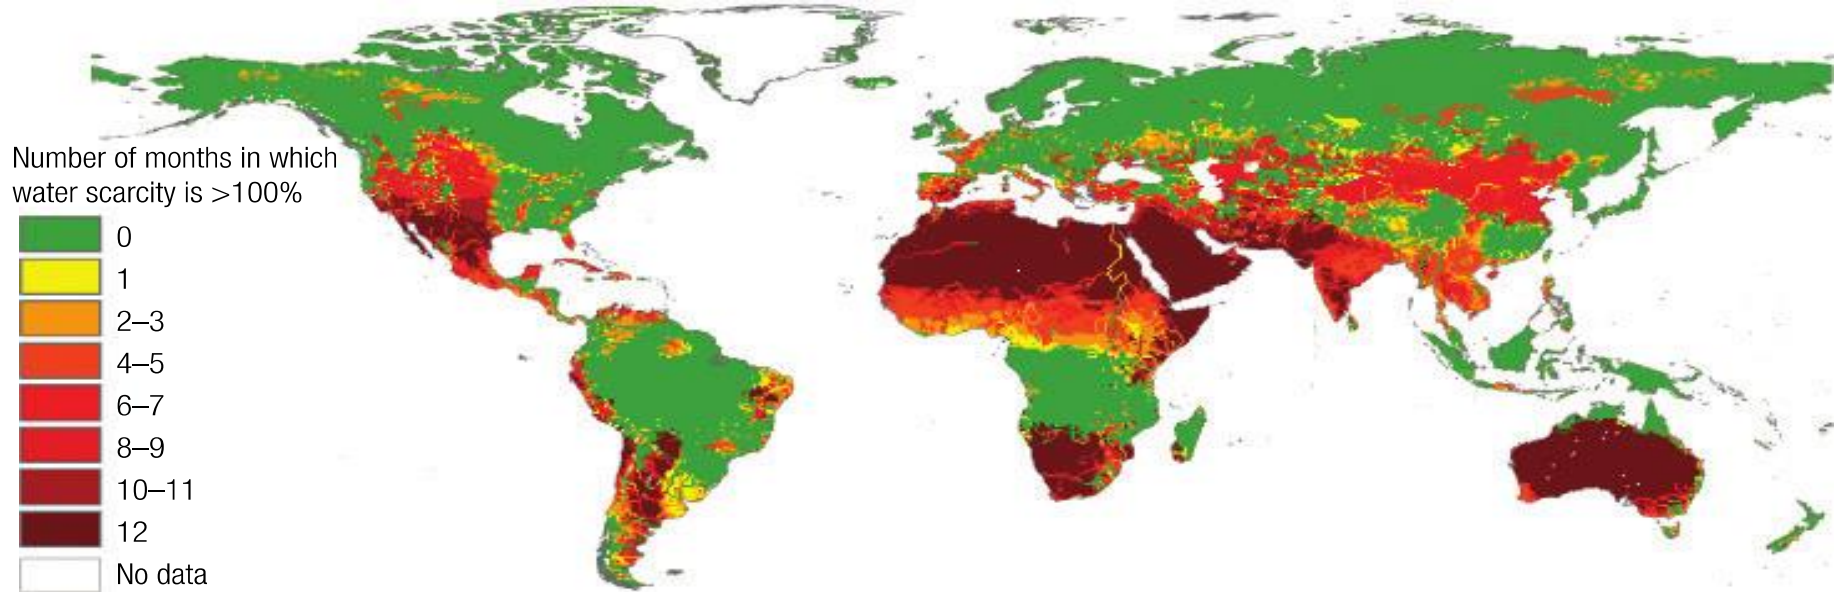 Number of months in which
water scarcity is >100%
0
1
2–3
4–5
6–7
8–9
10–11
12
No data